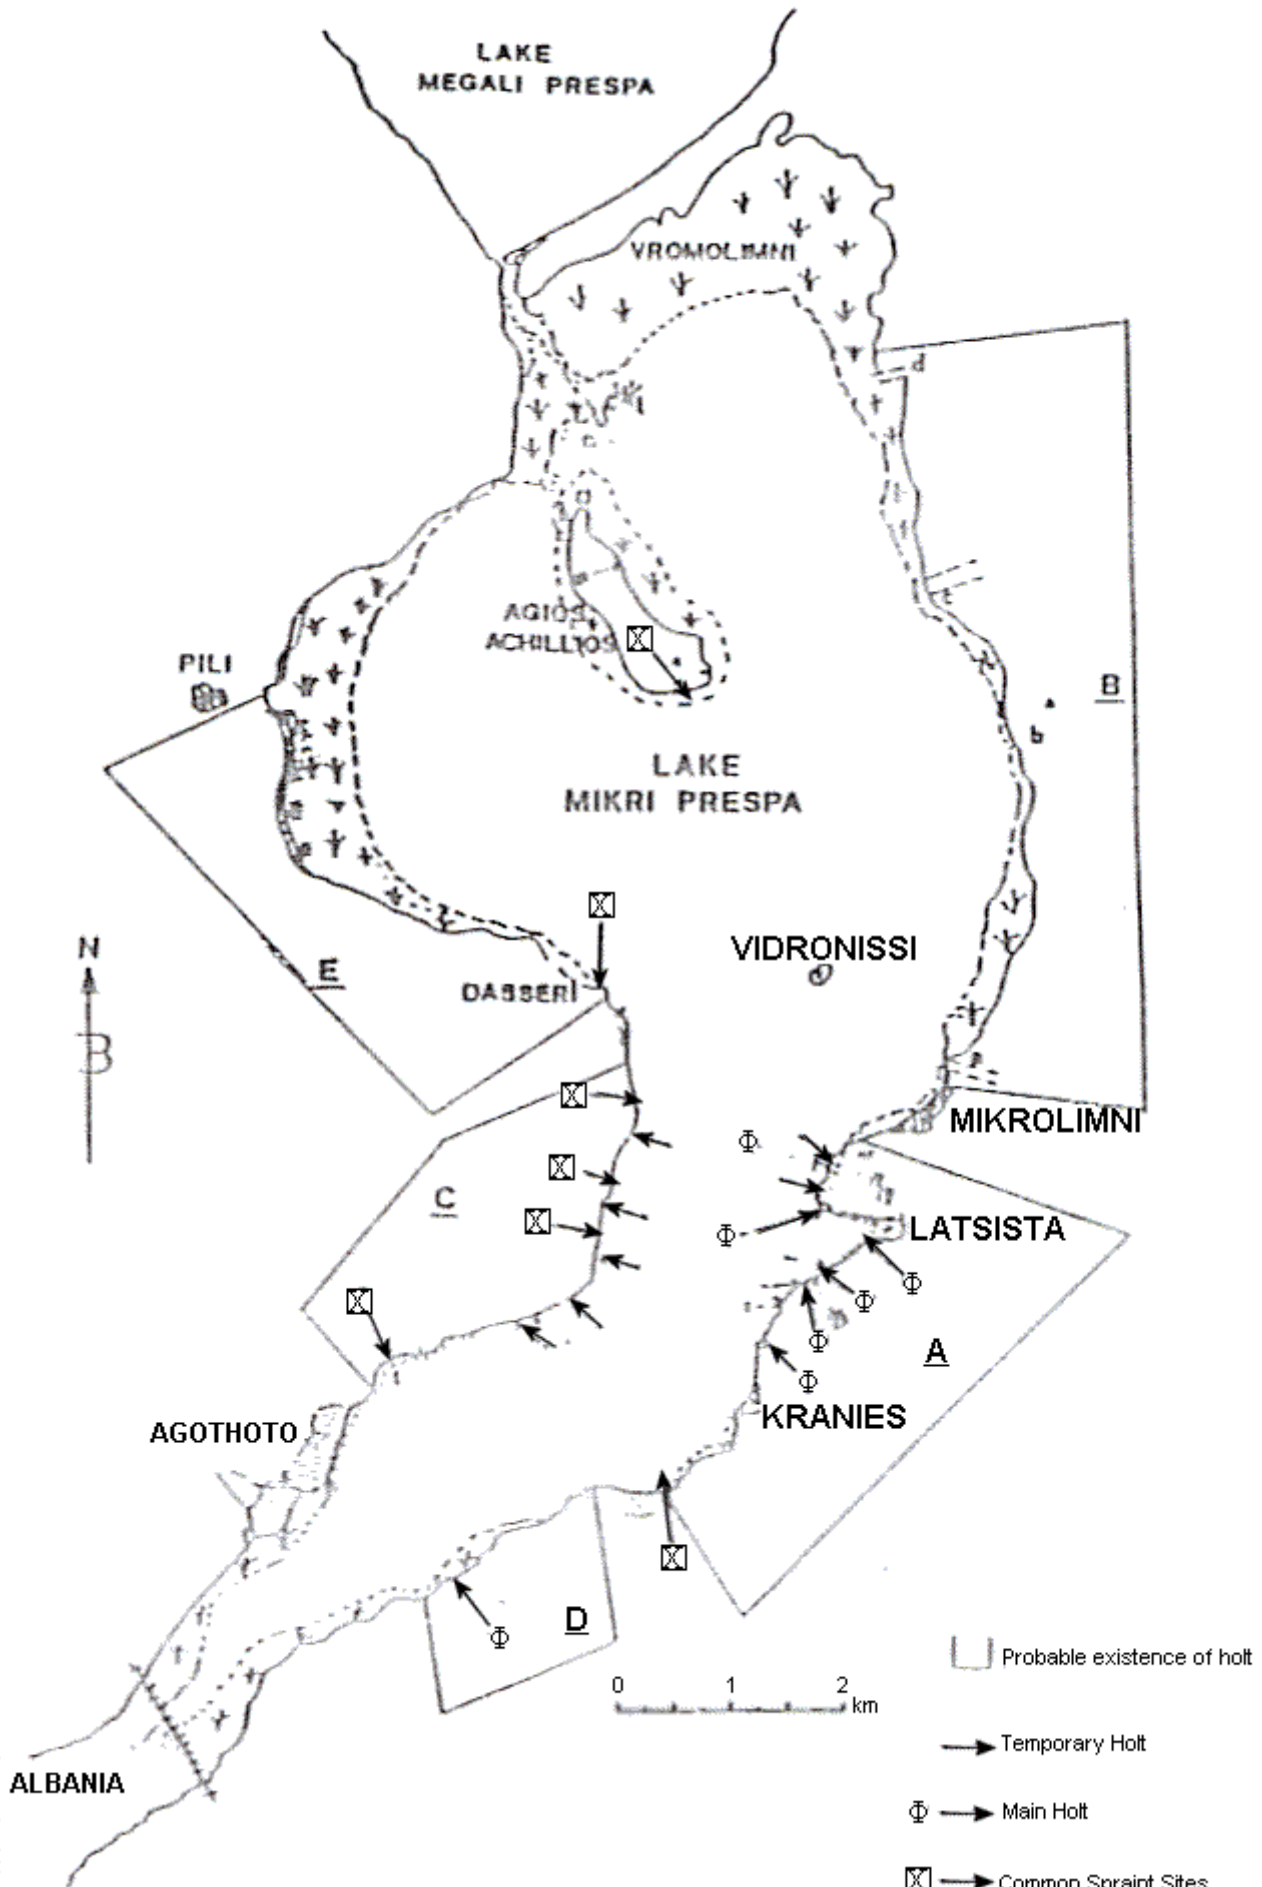 LAKE
MEGALI PRESPA
VROMOLIMNI
d
AGIOS
ACHILLIOS
PILI
t
B
b
LAKE
MIKRI PRESPA
N
B
VIDRONISSI
E
DASSERI
MIKROLIMNI
C
LATSISTA
A
KRANIES
AGOTHOTO
D
0 1 2
km
ALBANIA
Probable existence of holt
Temporary Holt
Φ Main Holt
Common Spraint Sites